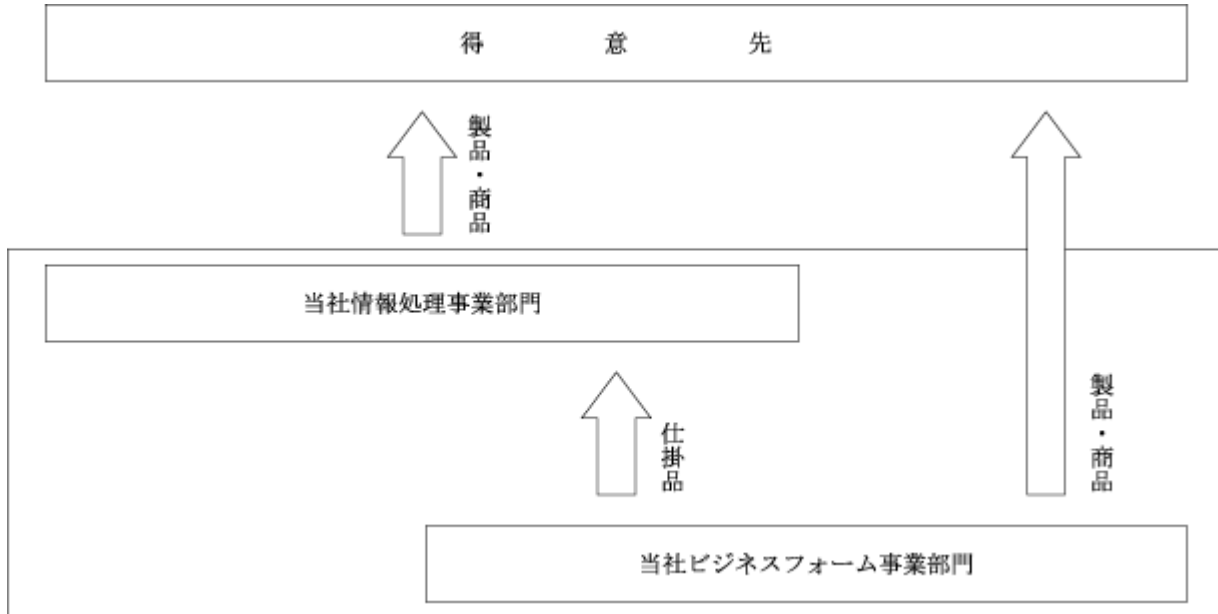 得意先
製品・商品
当社情報処理事業部門
仕掛品
製品・商品
当社ビジネスフォーム事業部門